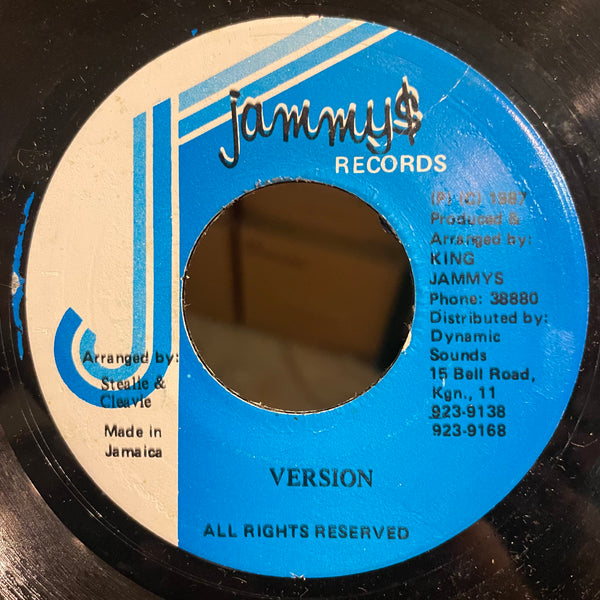 jammy$
RECORDS
(P) (C) 1987
Produced &
Arranged by:
KING
JAMMYS
Phone: 38880
Distributed by:
Dynamic
Sounds
15 Bell Road,
Kgn., 11
923-9138
923-9168
Arranged by:
Stealie &
Cleavie
Made in
Jamaica
VERSION
ALL RIGHTS RESERVED